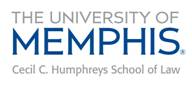 THE UNIVERSITY OF
MEMPHIS®
Cecil C. Humphreys School of Law